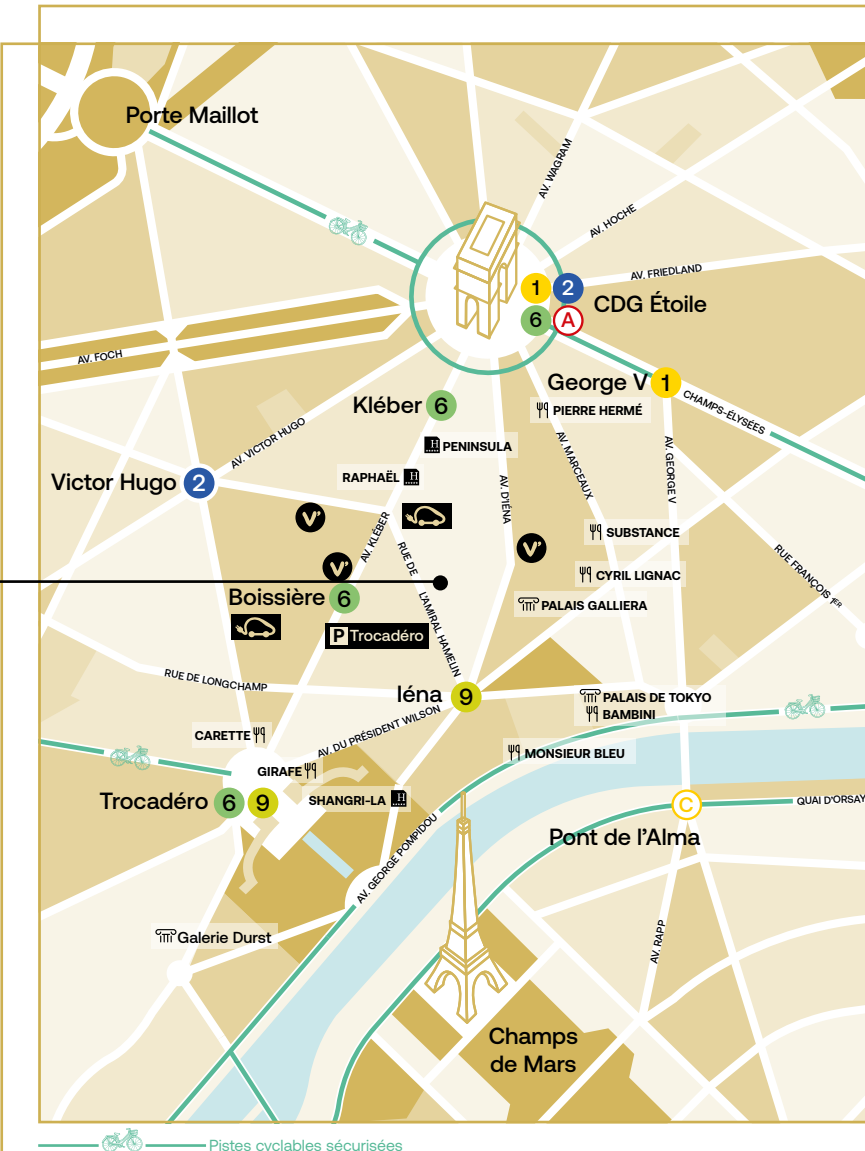 Porte Maillot
AV. WAGRAM
AV. HOCHE
AV. FRIEDLAND
1 2
CDG Étoile
6 A
AV. FOCH
George V 1
CHAMPS-ÉLYSÉES
Kléber 6
PIERRE HERMÉ
AV. VICTOR HUGO
H PENINSULA
AV. MARCEAUX
AV. GEORGE V
RAPHAËL H
Victor Hugo 2
AV. D'IÉNA
V'
AV. KLÉBER
SUBSTANCE
V'
RUE DE L'AMIRAL HAMELIN
V'
CYRIL LIGNAC
RUE FRANÇOIS 1ER
Boissière 6
PALAIS GALLIERA
P Trocadéro
RUE DE LONGCHAMP
Iéna 9
PALAIS DE TOKYO
BAMBINI
CARETTE
AV. DU PRÉSIDENT WILSON
MONSIEUR BLEU
GIRAFE
Trocadéro 6 9
SHANGRI-LA H
C
QUAI D'ORSAY
Pont de l'Alma
AV. GEORGE POMPIDOU
AV. RAPP
Galerie Durst
Champs
de Mars
Pistes cyclables sécurisées